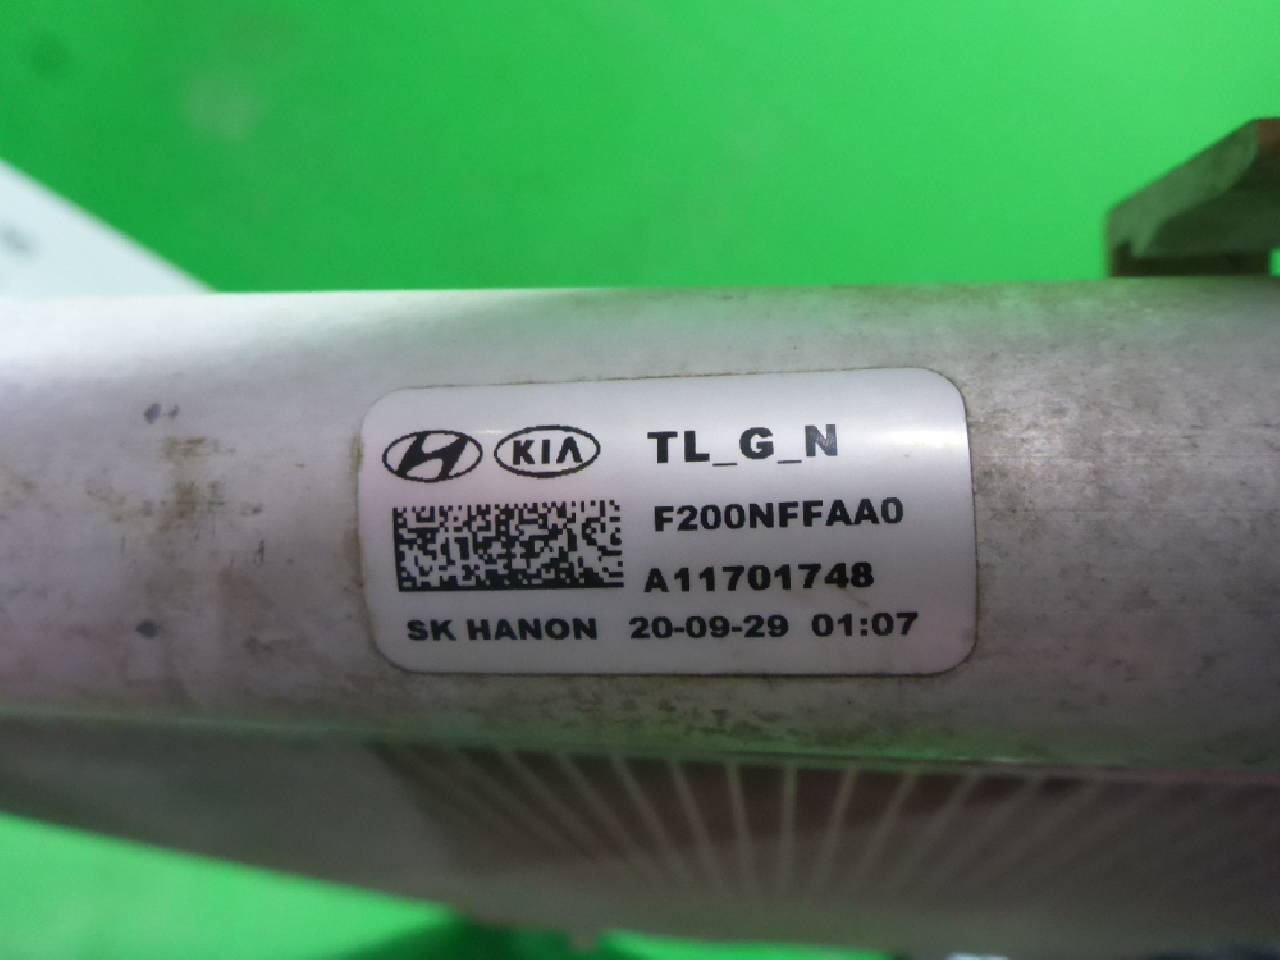 KIA TL_G_N
F200NFFAA0
A11701748
SK HANON 20-09-29 01:07